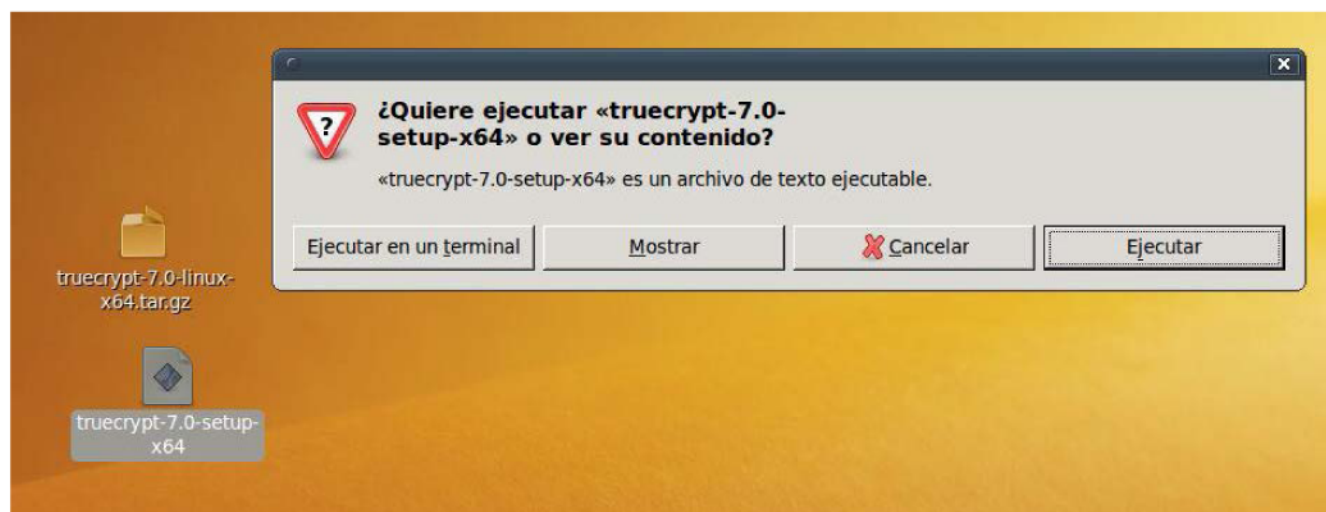 ¿Quiere ejecutar «truecrypt-7.0-
setup-x64» o ver su contenido?
«truecrypt-7.0-setup-x64» es un archivo de texto ejecutable.
Ejecutar en un terminal
Mostrar
Cancelar
Ejecutar
truecrypt-7.0-linux-
x64.tar.gz
truecrypt-7.0-setup-
x64